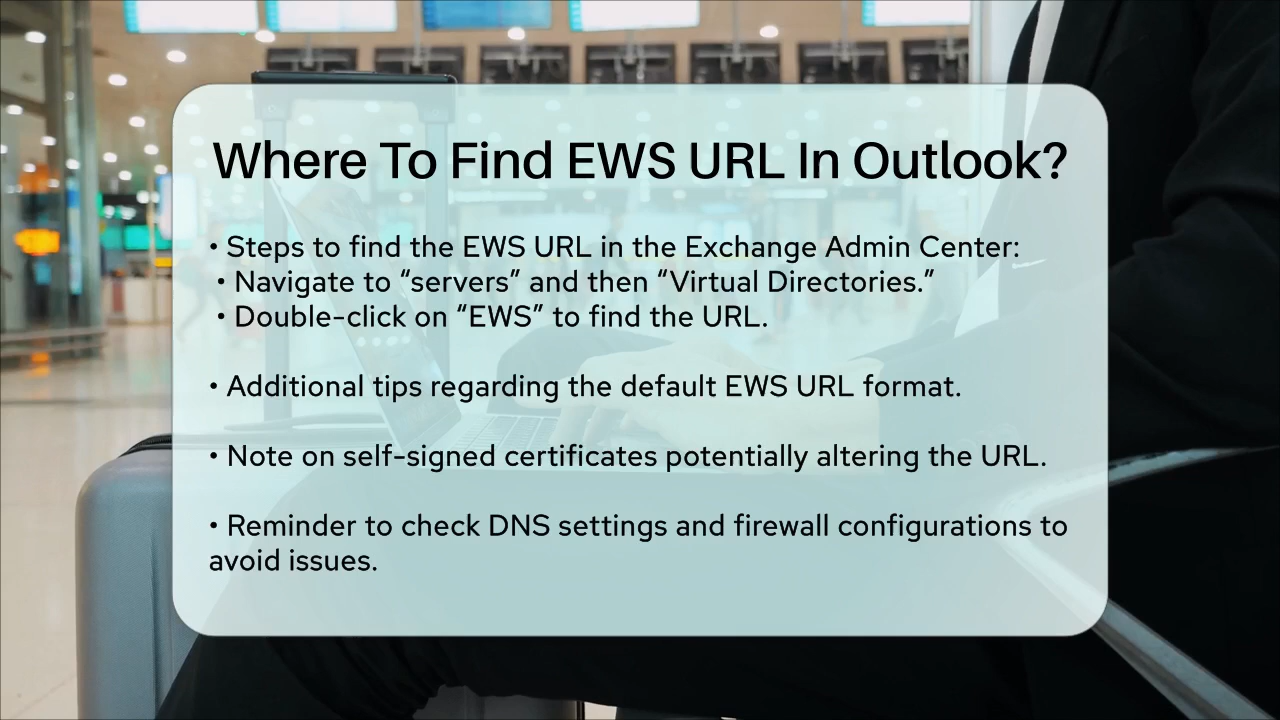 Where To Find EWS URL In Outlook?
• Steps to find the EWS URL in the Exchange Admin Center:
• Navigate to “servers” and then “Virtual Directories.”
• Double-click on “EWS” to find the URL.
• Additional tips regarding the default EWS URL format.
• Note on self-signed certificates potentially altering the URL.
• Reminder to check DNS settings and firewall configurations to
avoid issues.